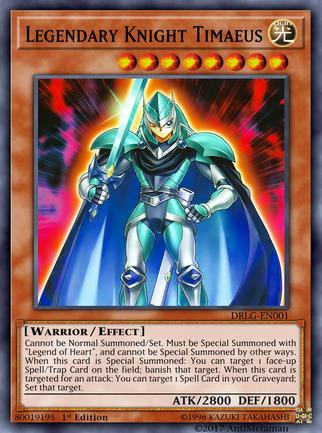 LEGENDARY KNIGHT TIMAEUS
LIGHT
光
DRLG-EN001
[WARRIOR / EFFECT]
Cannot be Normal Summoned/Set. Must be Special Summoned with
"Legend of Heart", and cannot be Special Summoned by other ways.
When this card is Special Summoned: You can target 1 face-up
Spell/Trap Card on the field; banish that target. When this card is
targeted for an attack: You can target 1 Spell Card in your Graveyard;
Set that target.
ATK/2800 DEF/1800
80019195 1st Edition ©1996 KAZUKI TAKAHASHI
©2017 AntiMetaman